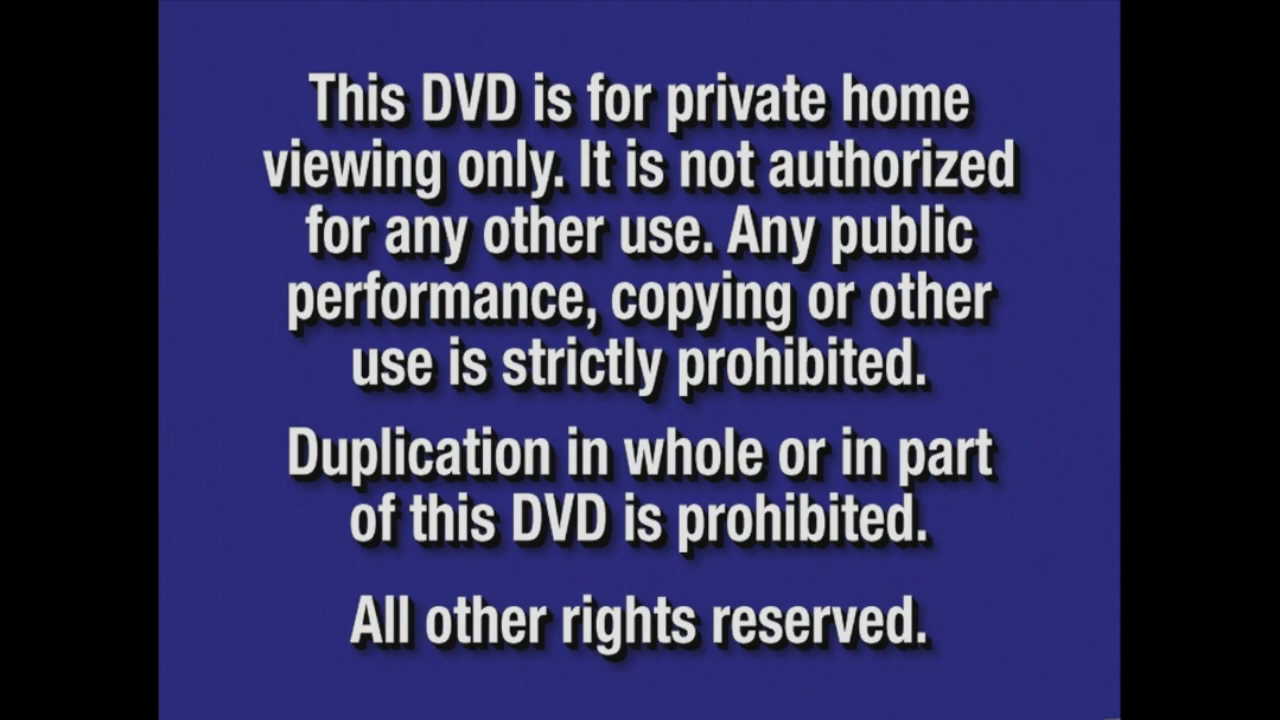 This DVD is for private home
viewing only. It is not authorized
for any other use. Any public
performance, copying or other
use is strictly prohibited.
Duplication in whole or in part
of this DVD is prohibited.
All other rights reserved.